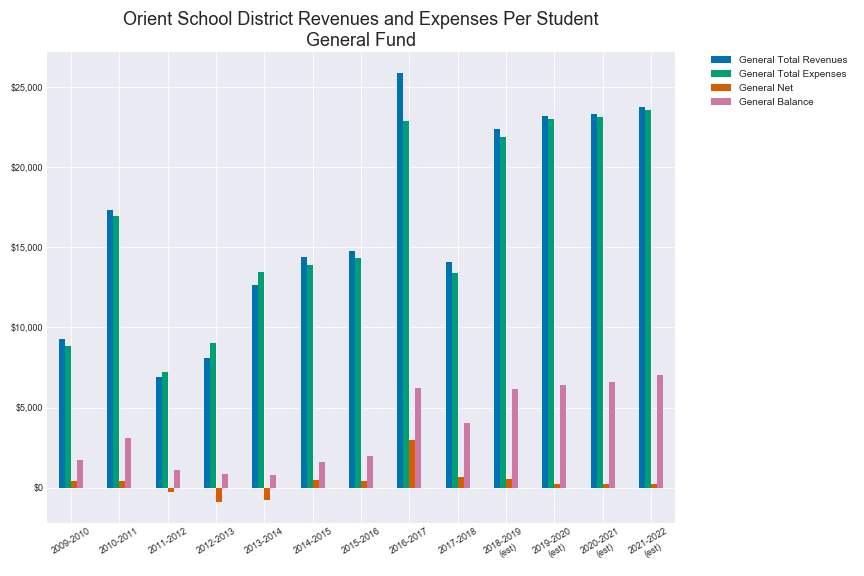 Orient School District Revenues and Expenses Per Student
General Fund
General Total Revenues
General Total Expenses
General Net
General Balance
$25,000
$20,000
$15,000
$10,000
$5,000
$0
2009-2010
2010-2011
2011-2012
2012-2013
2013-2014
2014-2015
2015-2016
2016-2017
2017-2018
2018-2019
(est)
2019-2020
(est)
2020-2021
(est)
2021-2022
(est)